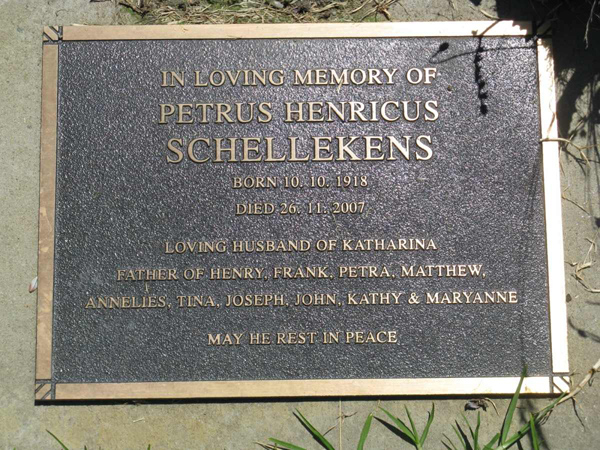 IN LOVING MEMORY OF
PETRUS HENRICUS
SCHELLEKENS
BORN 10. 10. 1918
DIED 26. 11. 2007
LOVING HUSBAND OF KATHARINA
FATHER OF HENRY, FRANK, PETRA, MATTHEW,
ANNELIES, TINA, JOSEPH, JOHN, KATHY & MARYANNE
MAY HE REST IN PEACE